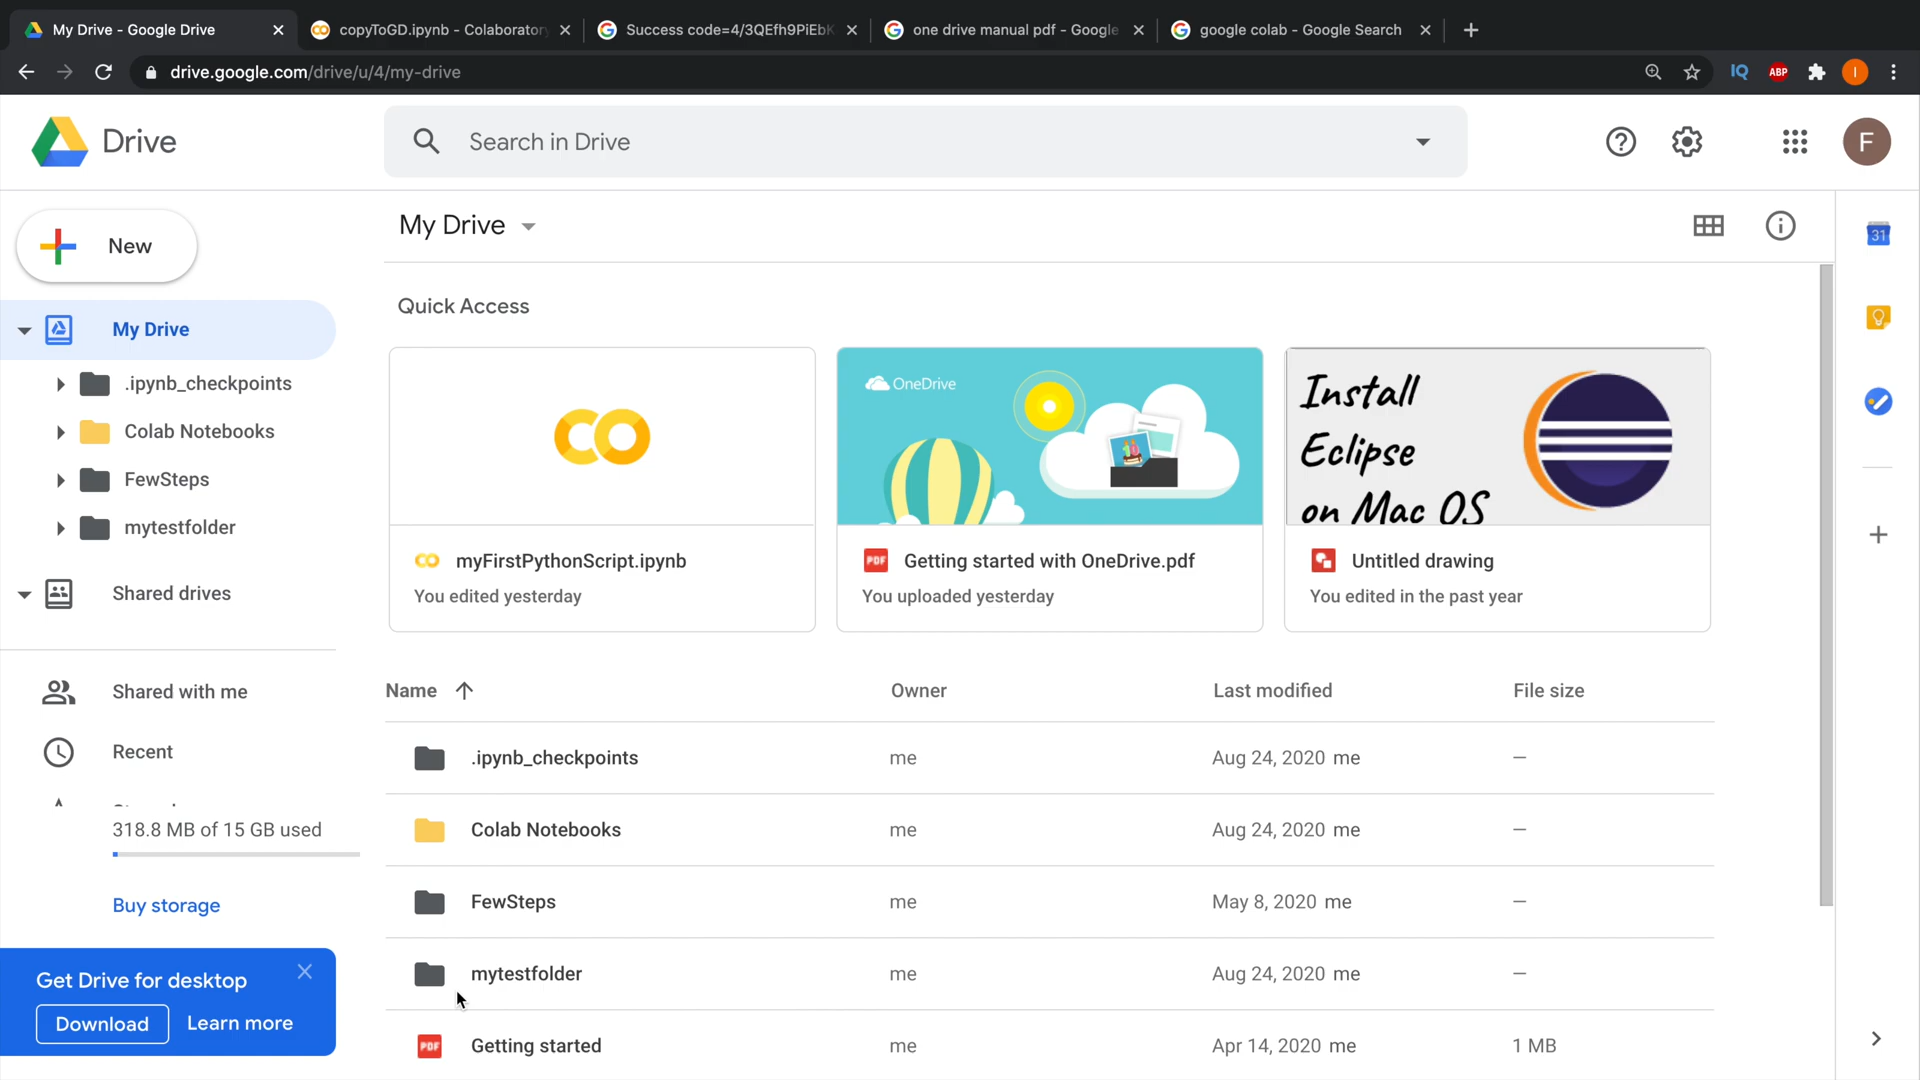 My Drive - Google Drive
copyToGD.ipynb - Colaboratory
Success code=4/3QEfh9PiEbK
one drive manual pdf - Google
google colab - Google Search
drive.google.com/drive/u/4/my-drive
IQ
ABP
I
Drive
Search in Drive
F
New
My Drive
.ipynb_checkpoints
Colab Notebooks
FewSteps
mytestfolder
Shared drives
Shared with me
Recent
318.8 MB of 15 GB used
Buy storage
Get Drive for desktop
Download
Learn more
My Drive
Quick Access
myFirstPythonScript.ipynb
You edited yesterday
OneDrive
PDF Getting started with OneDrive.pdf
You uploaded yesterday
Install
Eclipse
on Mac OS
Untitled drawing
You edited in the past year
Name Owner Last modified File size
.ipynb_checkpoints me Aug 24, 2020 me —
Colab Notebooks me Aug 24, 2020 me —
FewSteps me May 8, 2020 me —
mytestfolder me Aug 24, 2020 me —
PDF Getting started me Apr 14, 2020 me 1 MB
31